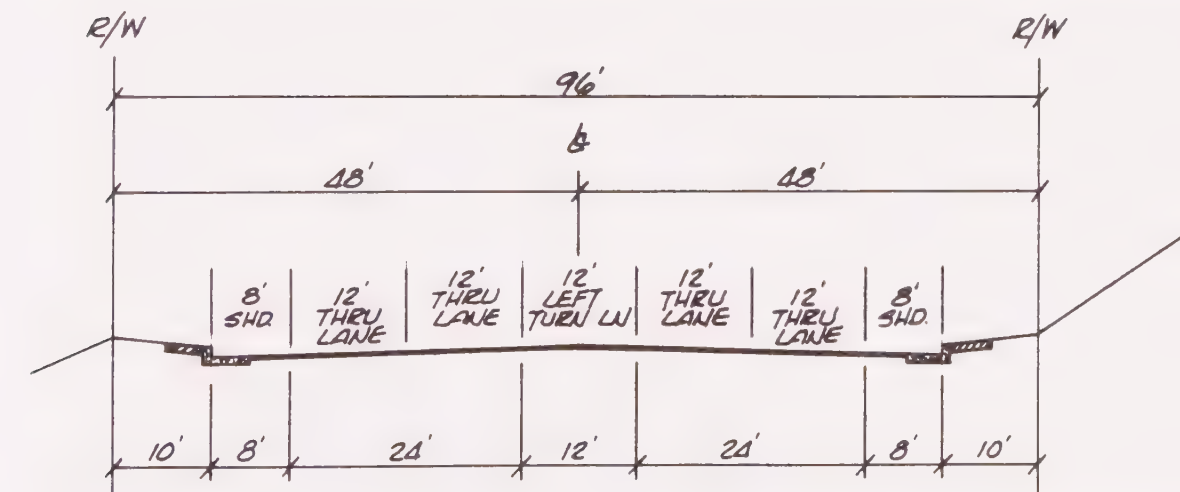 R/W R/W
96'
℄
48' 48'
8' SHD.
12' THRU LANE
12' THRU LANE
12' LEFT TURN LN
12' THRU LANE
12' THRU LANE
8' SHD.
10' 8' 24' 12' 24' 8' 10'